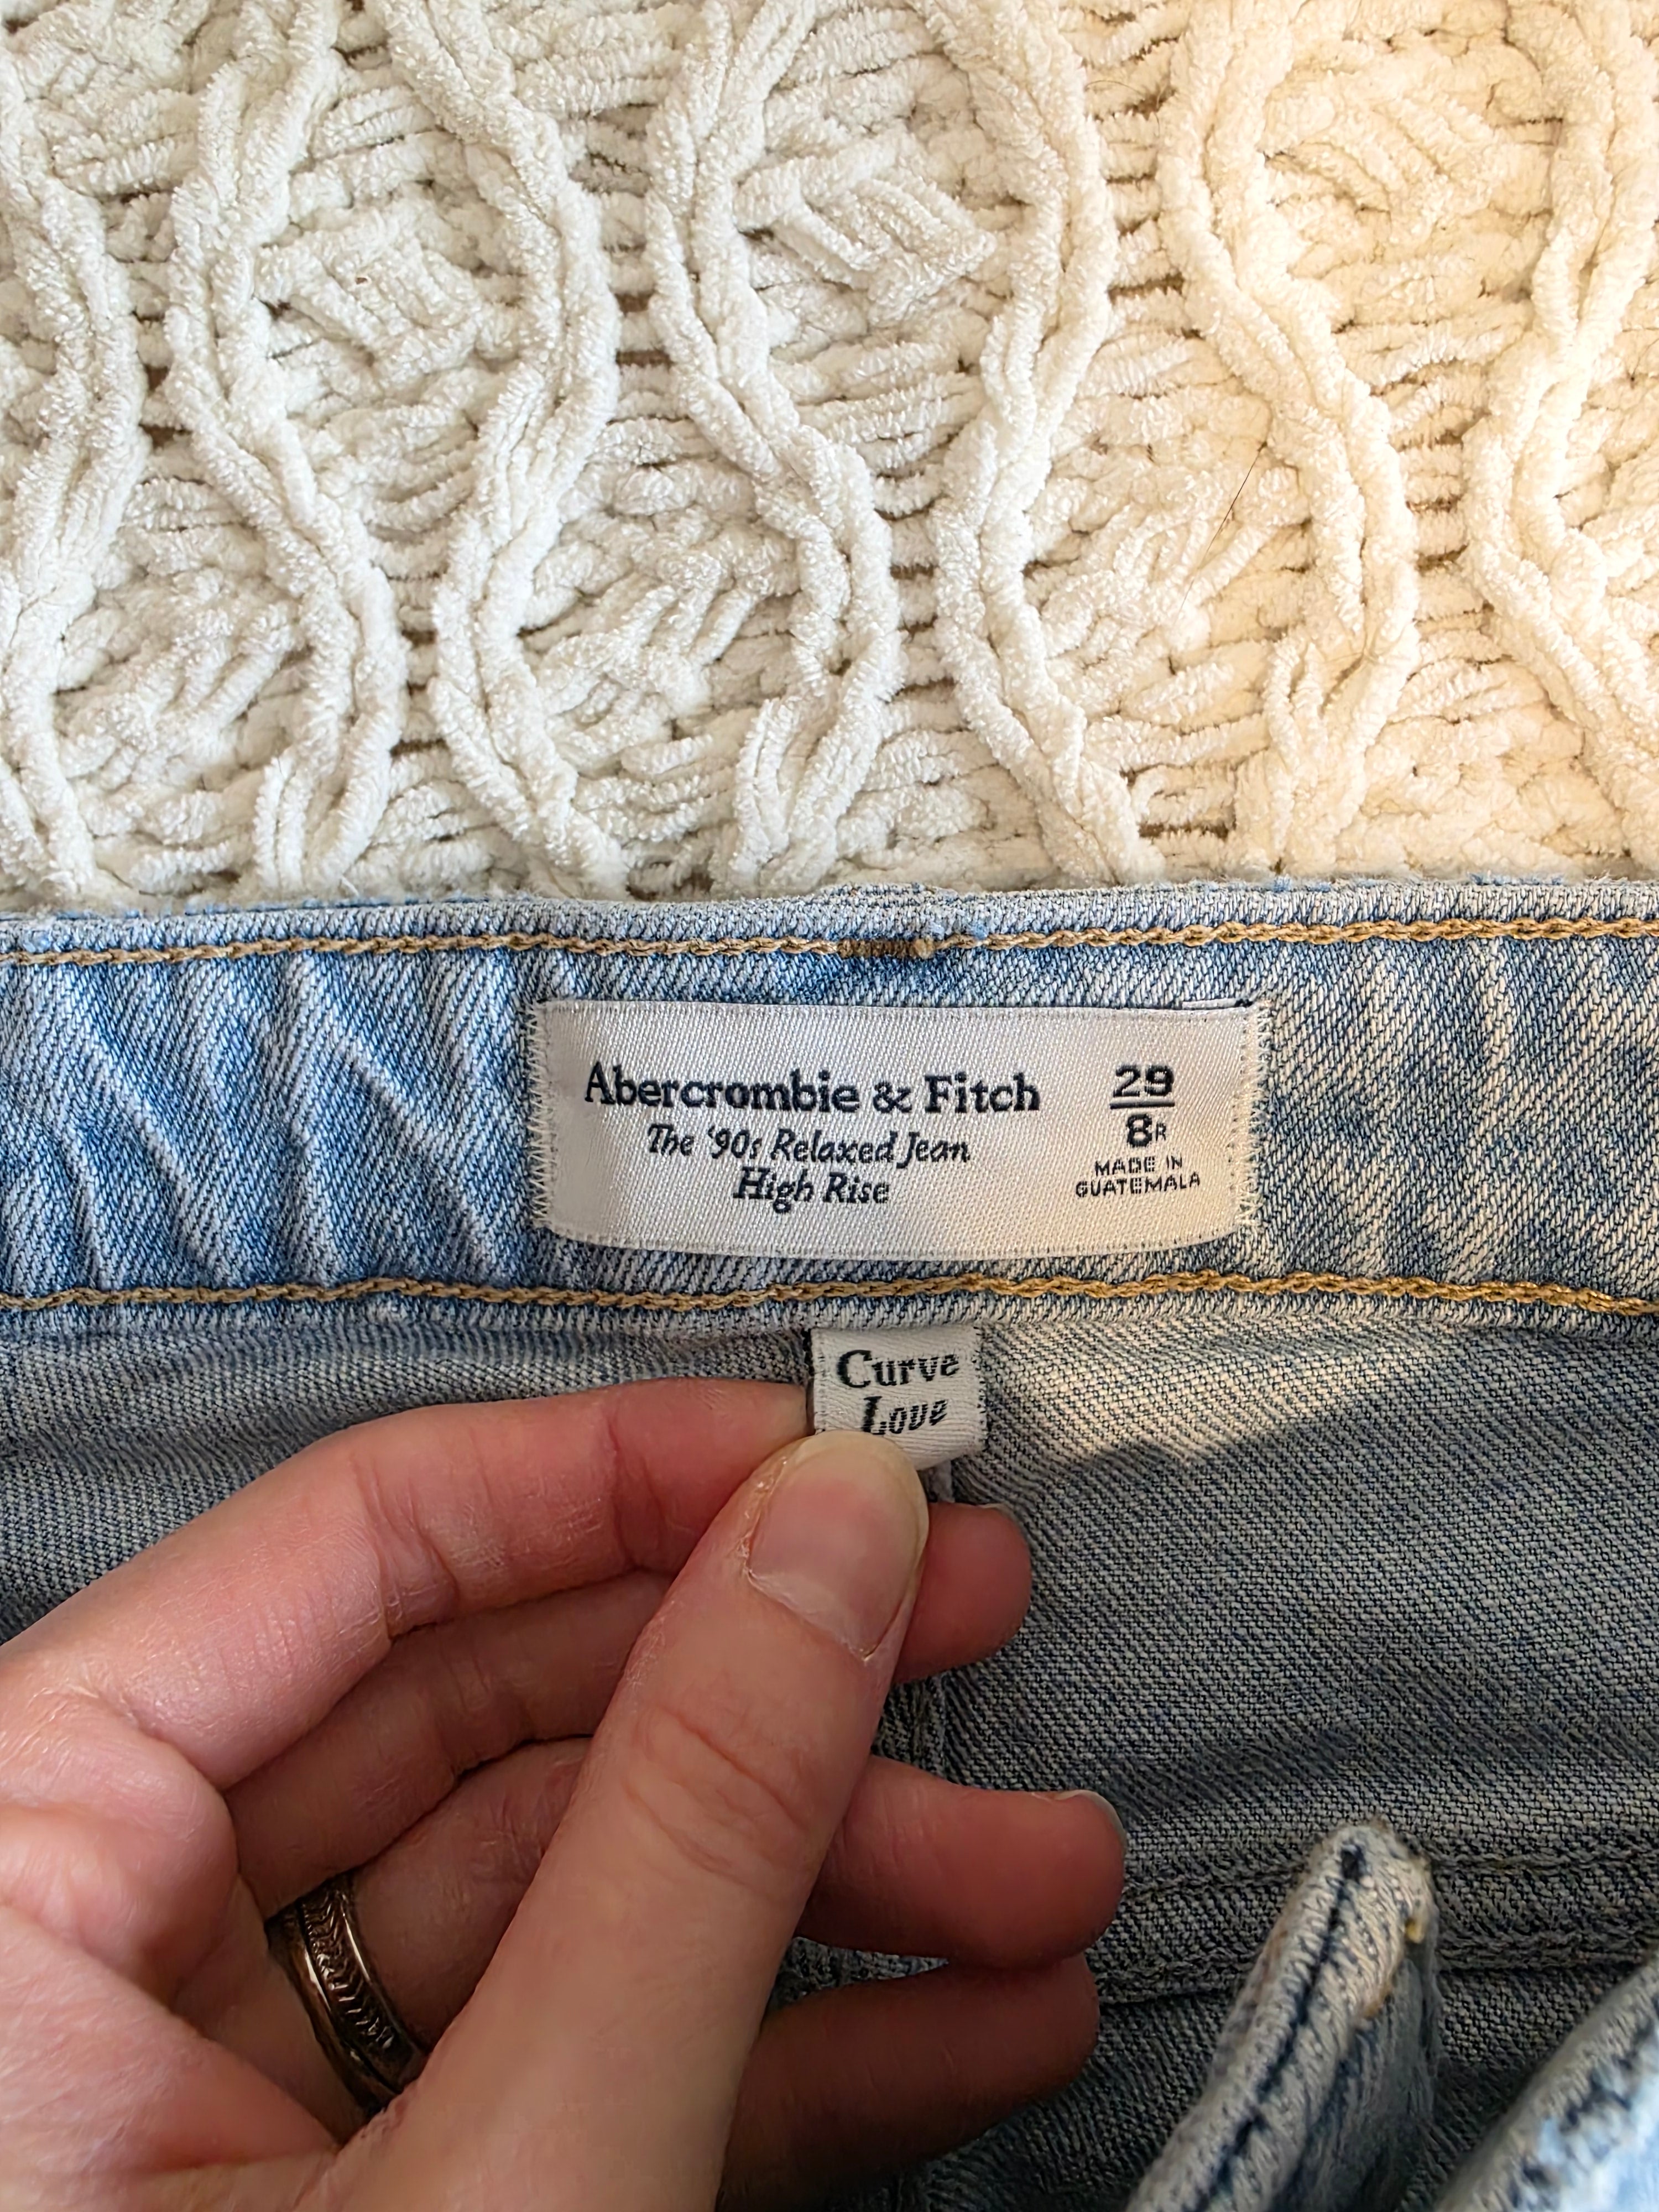 Abercrombie & Fitch
The '90s Relaxed Jean
High Rise
29
8R
MADE IN
GUATEMALA
Curve
Love